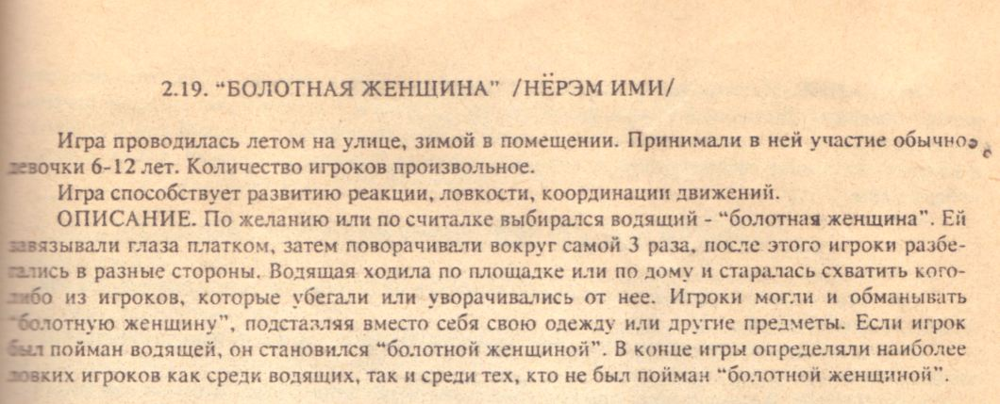 2.19. “БОЛОТНАЯ ЖЕНЩИНА” /НЁРЭМ ИМИ/
Игра проводилась летом на улице, зимой в помещении. Принимали в ней участие обычно
девочки 6-12 лет. Количество игроков произвольное.
Игра способствует развитию реакции, ловкости, координации движений.
ОПИСАНИЕ. По желанию или по считалке выбирался водящий - “болотная женщина”. Ей
завязывали глаза платком, затем поворачивали вокруг самой 3 раза, после этого игроки разбе-
гались в разные стороны. Водящая ходила по площадке или по дому и старалась схватить кого-
либо из игроков, которые убегали или уворачивались от нее. Игроки могли и обманывать
“болотную женщину”, подставляя вместо себя свою одежду или другие предметы. Если игрок
был пойман водящей, он становился “болотной женщиной”. В конце игры определяли наиболее
ловких игроков как среди водящих, так и среди тех, кто не был пойман “болотной женщиной”.